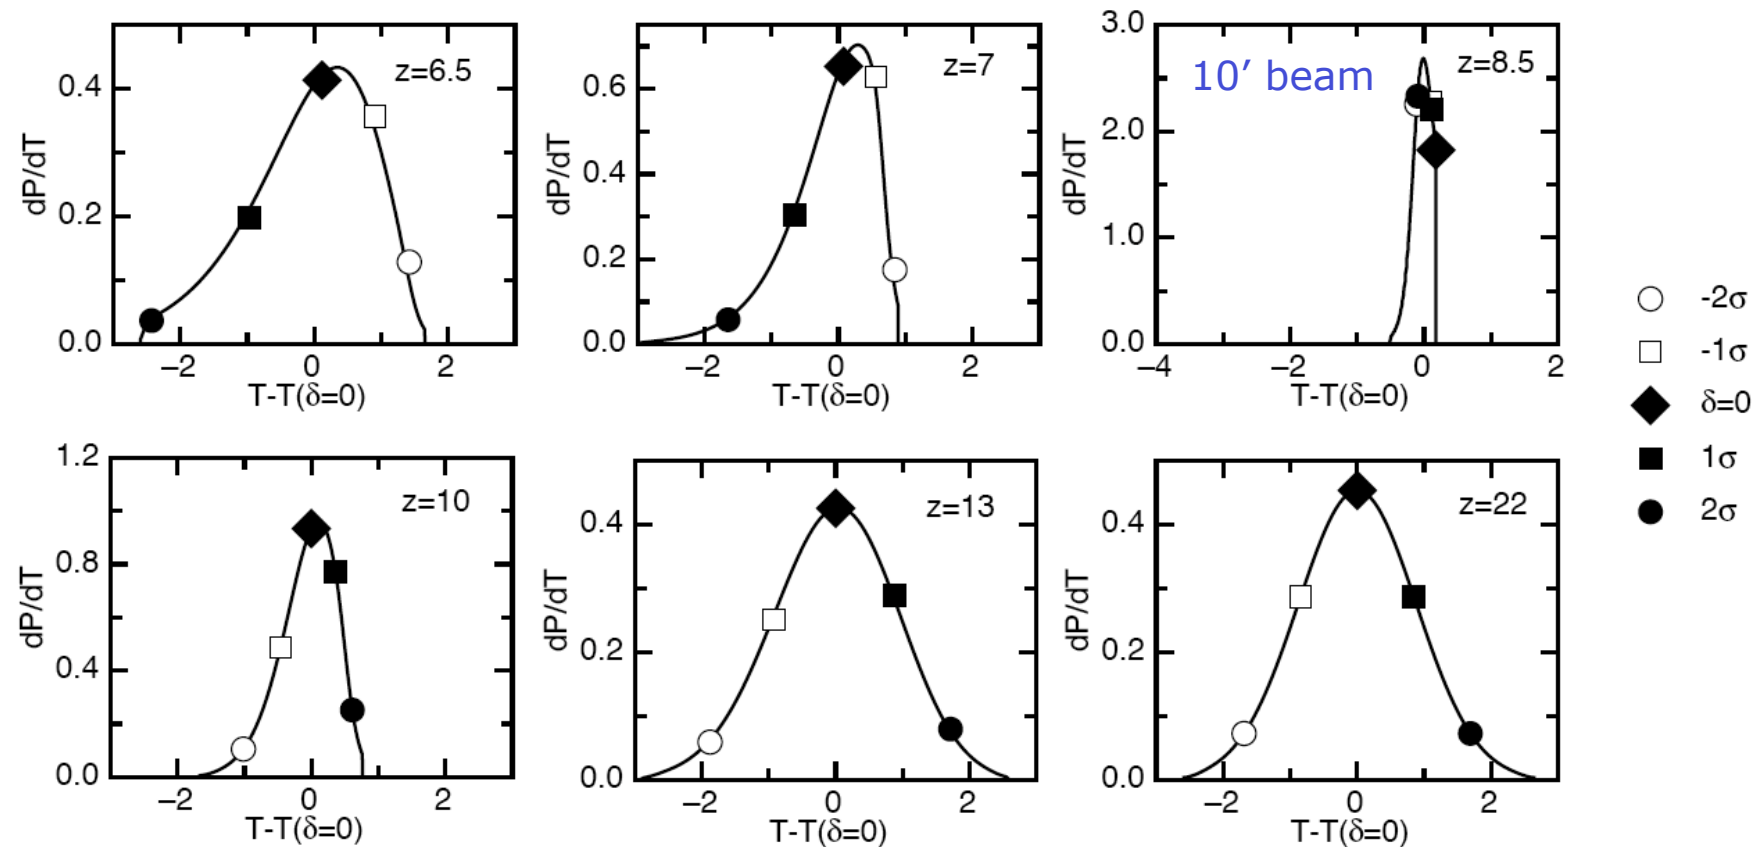 z=6.5
dP/dT
0.4
0.2
0.0
−2 0 2
T-T(δ=0)
z=7
dP/dT
0.6
0.4
0.2
0.0
−2 0 2
T-T(δ=0)
10’ beam
z=8.5
dP/dT
3.0
2.0
1.0
0.0
−4 −2 0 2
T-T(δ=0)
z=10
dP/dT
1.2
0.8
0.4
0.0
−2 0 2
T-T(δ=0)
z=13
dP/dT
0.4
0.2
0.0
−2 0 2
T-T(δ=0)
z=22
dP/dT
0.4
0.2
0.0
−2 0 2
T-T(δ=0)
-2σ
-1σ
δ=0
1σ
2σ